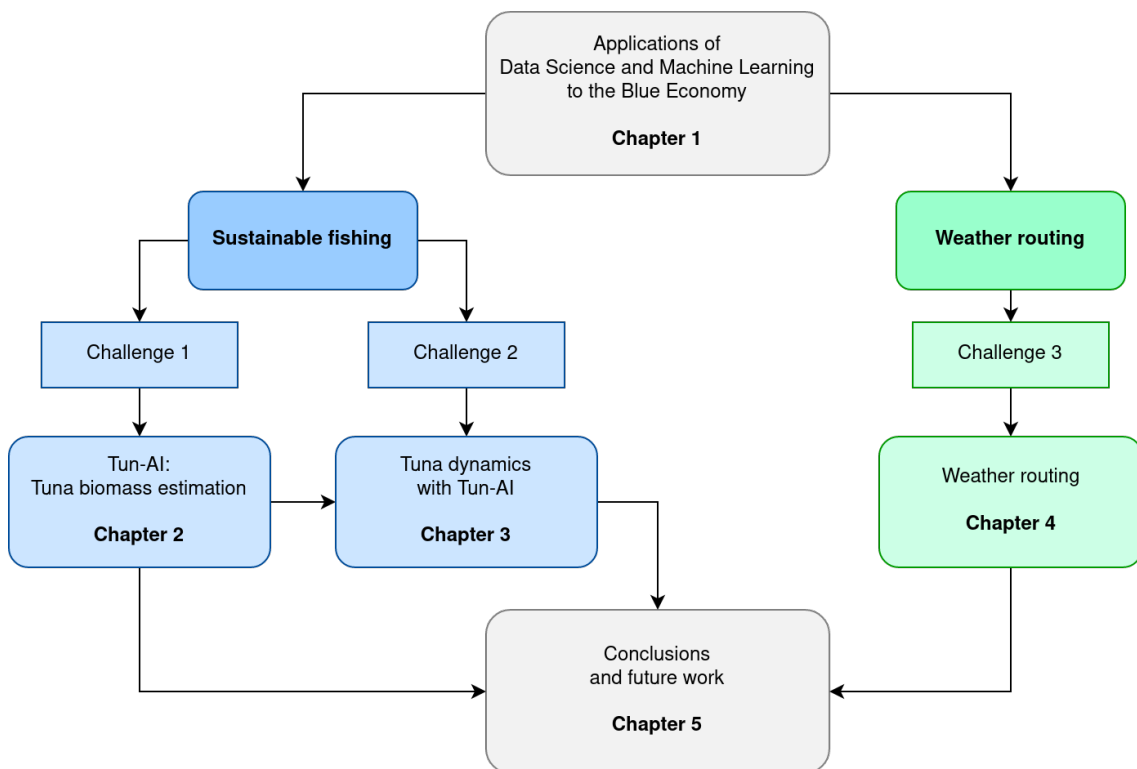 Applications of
Data Science and Machine Learning
to the Blue Economy
Chapter 1
Sustainable fishing
Weather routing
Challenge 1
Challenge 2
Challenge 3
Tun-AI:
Tuna biomass estimation
Chapter 2
Tuna dynamics
with Tun-AI
Chapter 3
Weather routing
Chapter 4
Conclusions
and future work
Chapter 5